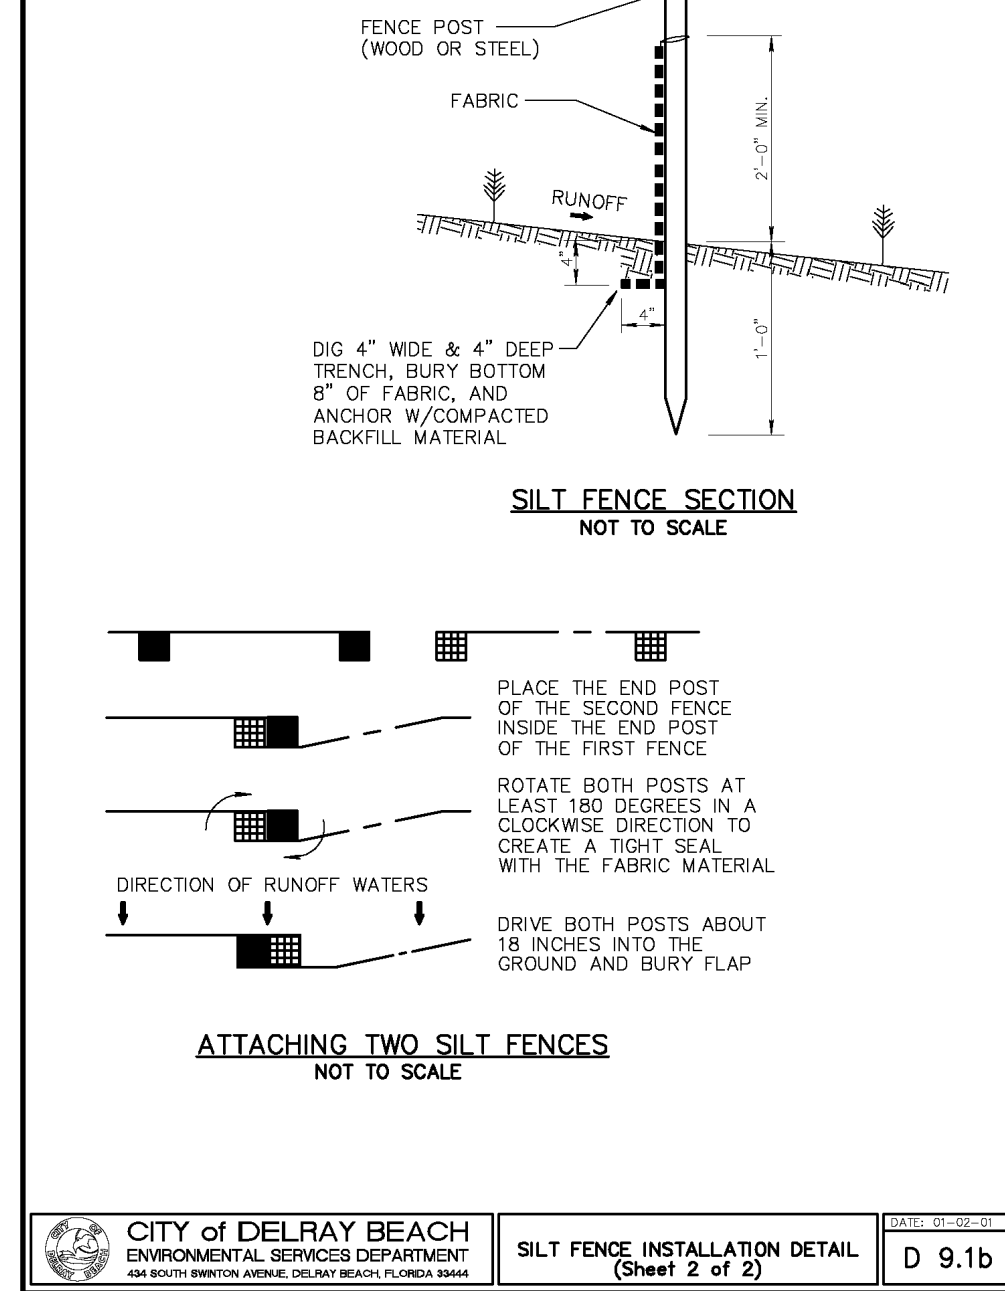 FENCE POST
(WOOD OR STEEL)
FABRIC
2'-0" MIN.
RUNOFF
4"
4"
1'-0"
DIG 4" WIDE & 4" DEEP
TRENCH, BURY BOTTOM
8" OF FABRIC, AND
ANCHOR W/COMPACTED
BACKFILL MATERIAL
SILT FENCE SECTION
NOT TO SCALE
PLACE THE END POST
OF THE SECOND FENCE
INSIDE THE END POST
OF THE FIRST FENCE
ROTATE BOTH POSTS AT
LEAST 180 DEGREES IN A
CLOCKWISE DIRECTION TO
CREATE A TIGHT SEAL
WITH THE FABRIC MATERIAL
DIRECTION OF RUNOFF WATERS
DRIVE BOTH POSTS ABOUT
18 INCHES INTO THE
GROUND AND BURY FLAP
ATTACHING TWO SILT FENCES
NOT TO SCALE
CITY OF
DELRAY BEACH
CITY of DELRAY BEACH
ENVIRONMENTAL SERVICES DEPARTMENT
434 SOUTH SWINTON AVENUE, DELRAY BEACH, FLORIDA 33444
SILT FENCE INSTALLATION DETAIL
(Sheet 2 of 2)
DATE: 01-02-01
D 9.1b